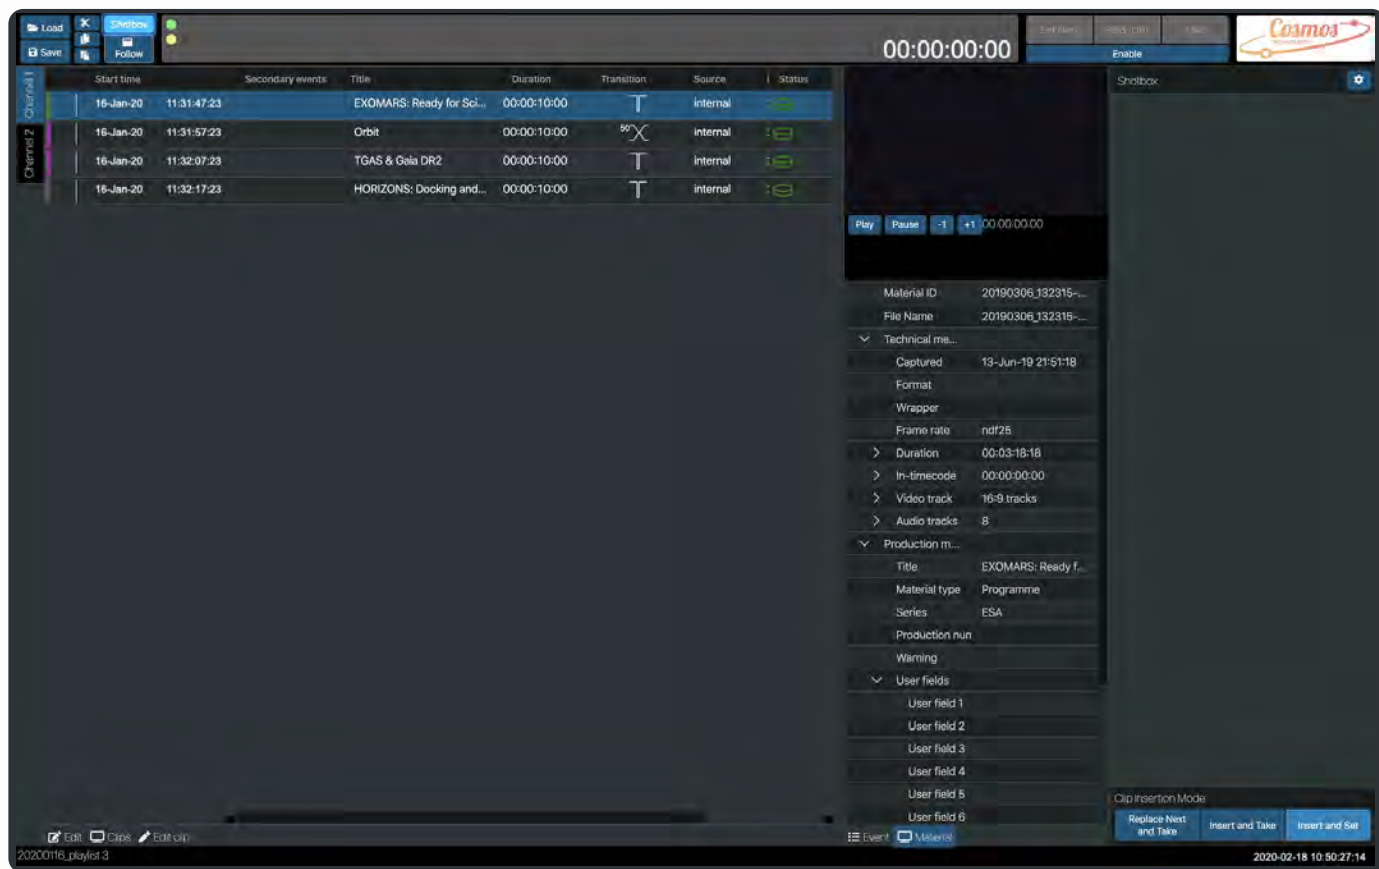 Load
Shotbox
Save
Follow
00:00:00:00
Enable
Cosmos
Channel 1
Channel 2
Start time Secondary events Title Duration Transition Source Status
16-Jan-20 11:31:47:23 EXOMARS: Ready for Sci... 00:00:10:00 internal
16-Jan-20 11:31:57:23 Orbit 00:00:10:00 50 internal
16-Jan-20 11:32:07:23 TGAS & Gaia DR2 00:00:10:00 internal
16-Jan-20 11:32:17:23 HORIZONS: Docking and... 00:00:10:00 internal
Play Pause -1 +1 00:00:00:00
Material ID 20190306_132315-...
File Name 20190306_132315-...
Technical me...
Captured 13-Jun-19 21:51:18
Format
Wrapper
Frame rate ndf25
Duration 00:03:18:18
In-timecode 00:00:00:00
Video track 16:9 tracks
Audio tracks 8
Production m...
Title EXOMARS: Ready f...
Material type Programme
Series ESA
Production nun
Warning
User fields
User field 1
User field 2
User field 3
User field 4
User field 5
User field 6
Event Material
Shotbox
Clip Insertion Mode
Replace Next
and Take
Insert and Take
Insert and Set
Edit Clips Edit clip
20200116_playlist 3
2020-02-18 10:50:27:14